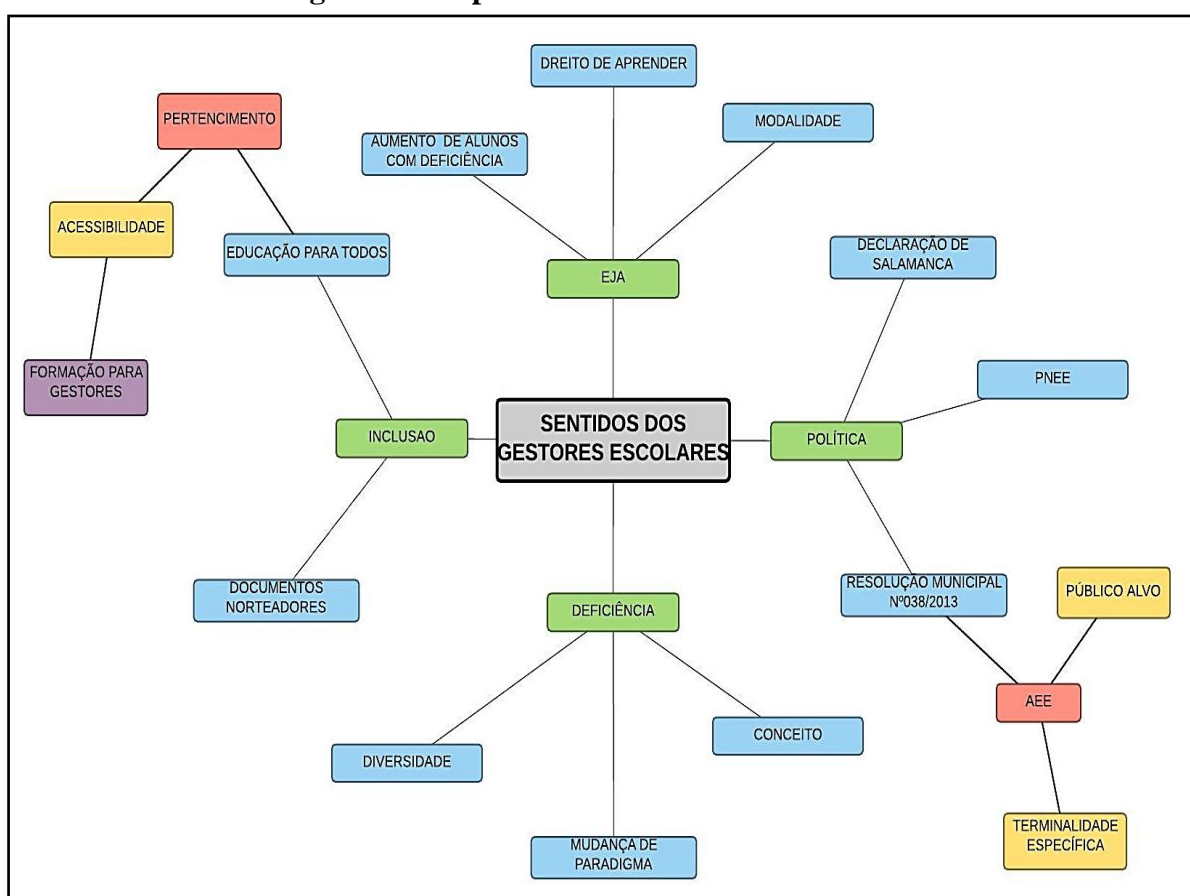 DREITO DE APRENDER
PERTENCIMENTO
MODALIDADE
AUMENTO DE ALUNOS
COM DEFICIÊNCIA
ACESSIBILIDADE
EDUCAÇÃO PARA TODOS
DECLARAÇÃO DE
SALAMANCA
EJA
FORMAÇÃO PARA
GESTORES
PNEE
SENTIDOS DOS
GESTORES ESCOLARES
INCLUSAO
POLÍTICA
DOCUMENTOS
NORTEADORES
DEFICIÊNCIA
RESOLUÇÃO MUNICIPAL
Nº038/2013
PÚBLICO ALVO
AEE
DIVERSIDADE
CONCEITO
MUDANÇA DE
PARADIGMA
TERMINALIDADE
ESPECÍFICA